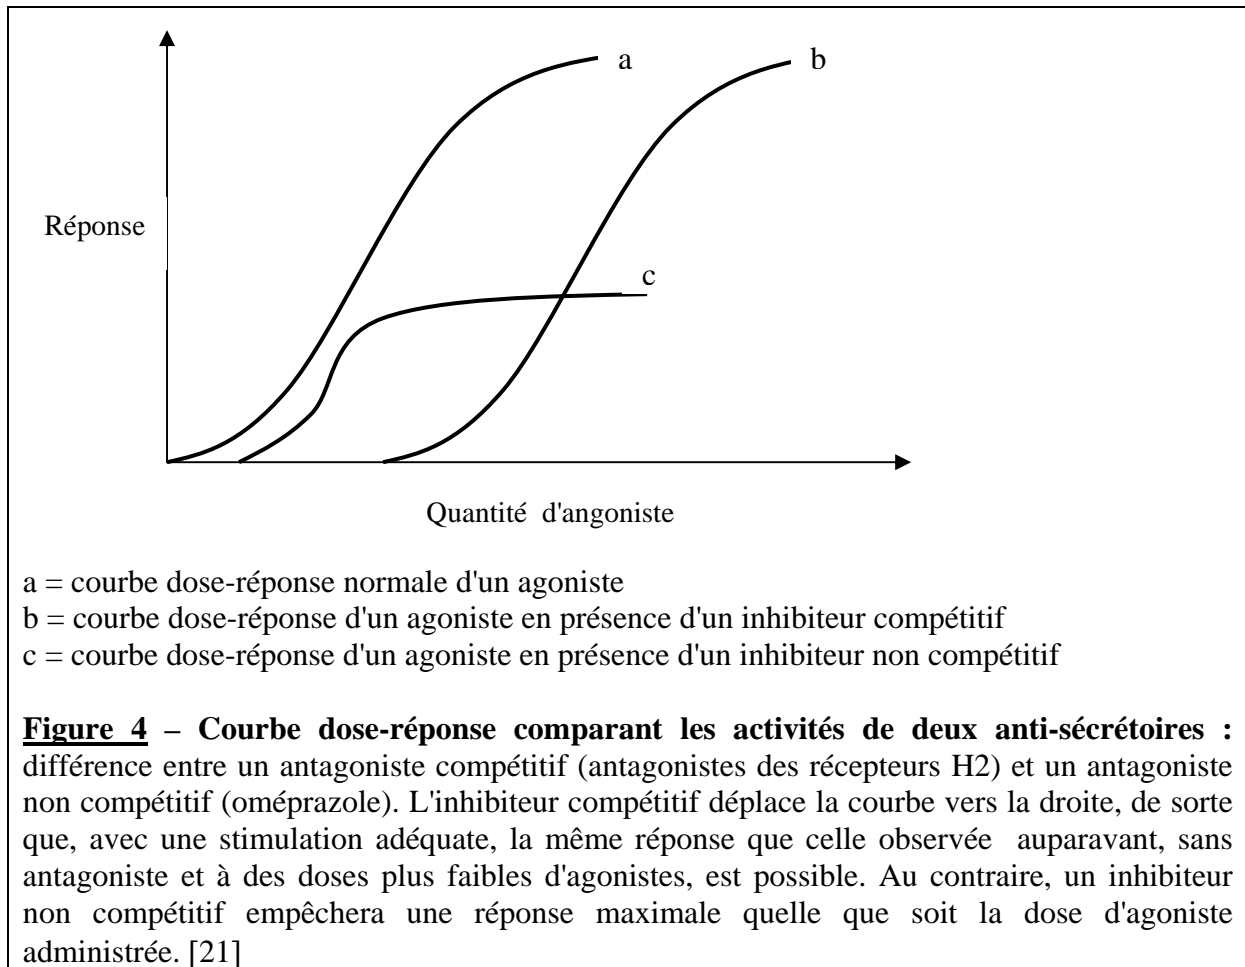 a
b
Réponse
c
Quantité d'angoniste
a = courbe dose-réponse normale d'un agoniste
b = courbe dose-réponse d'un agoniste en présence d'un inhibiteur compétitif
c = courbe dose-réponse d'un agoniste en présence d'un inhibiteur non compétitif
Figure 4 – Courbe dose-réponse comparant les activités de deux anti-sécrétoires :
différence entre un antagoniste compétitif (antagonistes des récepteurs H2) et un antagoniste
non compétitif (oméprazole). L'inhibiteur compétitif déplace la courbe vers la droite, de sorte
que, avec une stimulation adéquate, la même réponse que celle observée auparavant, sans
antagoniste et à des doses plus faibles d'agonistes, est possible. Au contraire, un inhibiteur
non compétitif empêchera une réponse maximale quelle que soit la dose d'agoniste
administrée. [21]